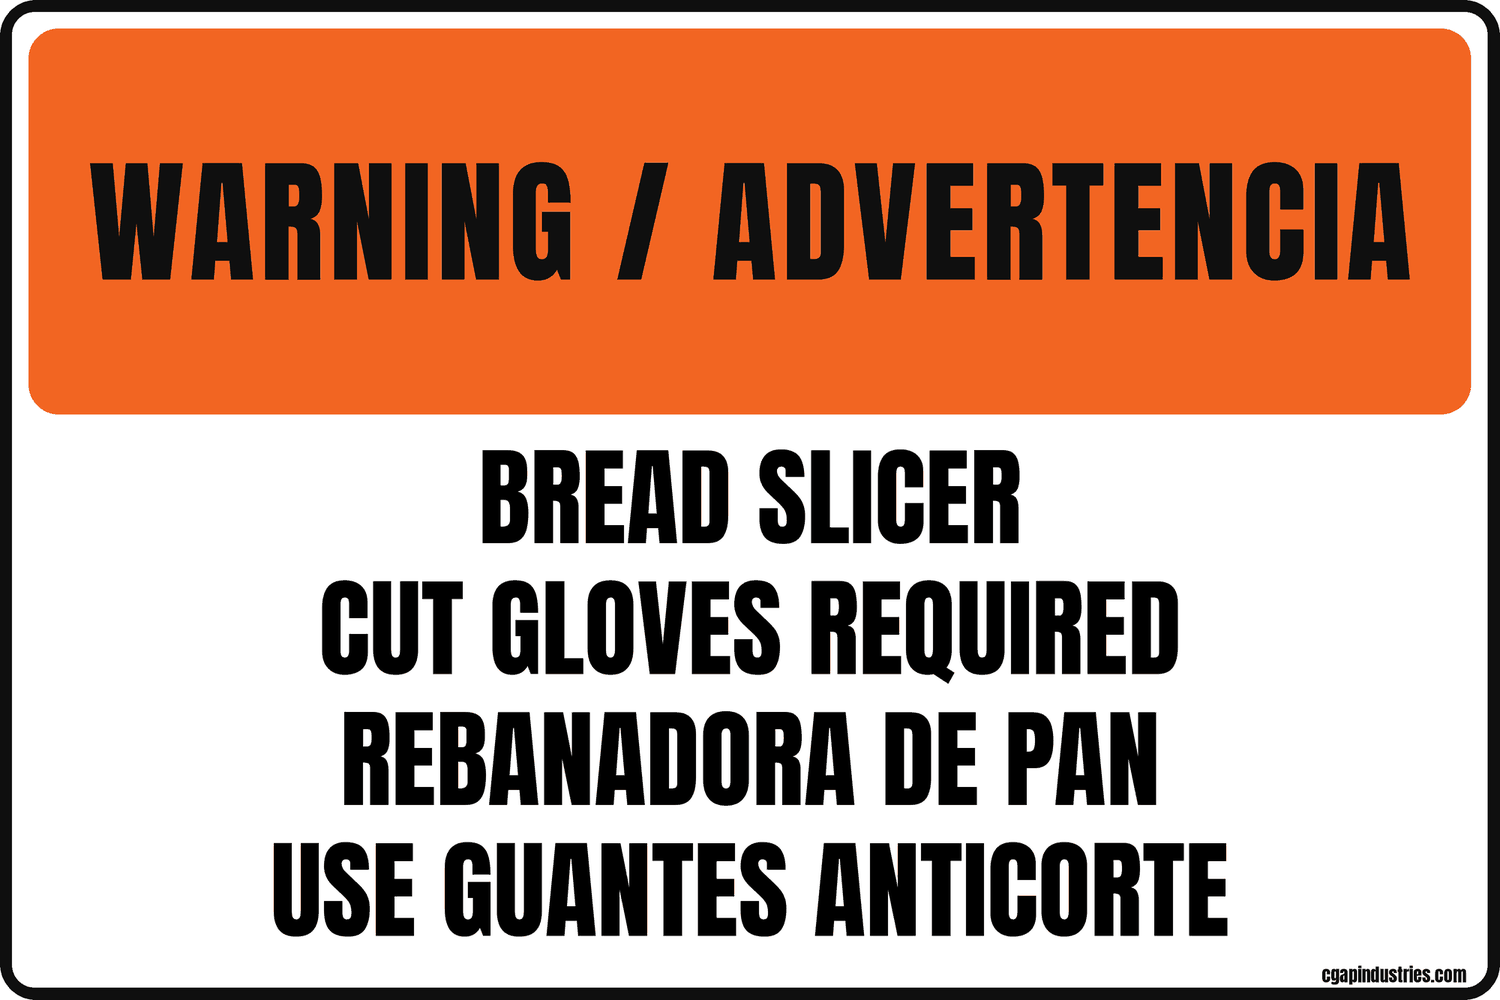 WARNING / ADVERTENCIA
BREAD SLICER
CUT GLOVES REQUIRED
REBANADORA DE PAN
USE GUANTES ANTICORTE
cgapindustries.com